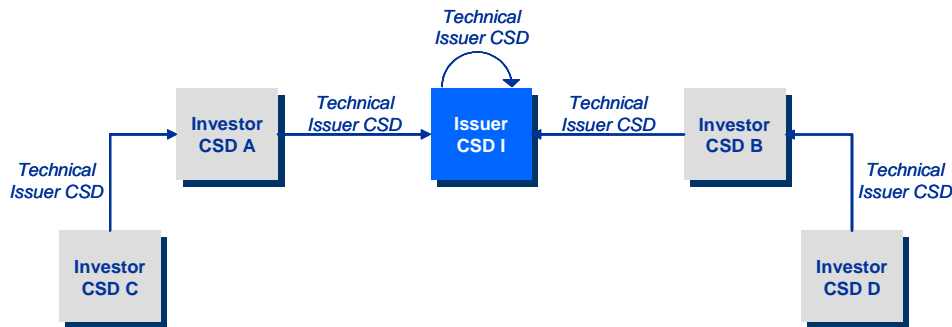 Technical
Issuer CSD
Technical
Issuer CSD
Technical
Issuer CSD
Investor
CSD A
Issuer
CSD I
Investor
CSD B
Technical
Issuer CSD
Technical
Issuer CSD
Investor
CSD C
Investor
CSD D